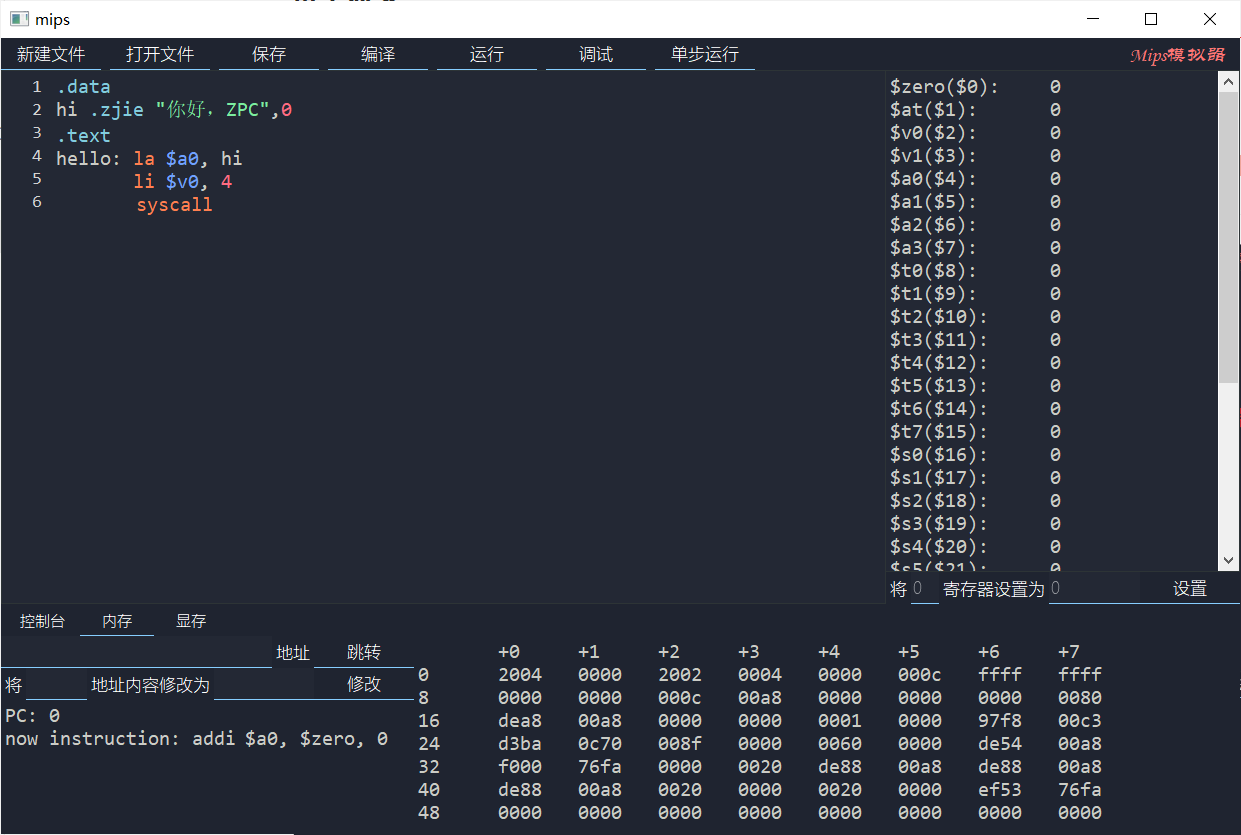 mips
新建文件 打开文件 保存 编译 运行 调试 单步运行 Mips模拟器
1 .data
2 hi .zjie "你好，ZPC",0
3 .text
4 hello: la $a0, hi
5 li $v0, 4
6 syscall
$zero($0): 0
$at($1): 0
$v0($2): 0
$v1($3): 0
$a0($4): 0
$a1($5): 0
$a2($6): 0
$a3($7): 0
$t0($8): 0
$t1($9): 0
$t2($10): 0
$t3($11): 0
$t4($12): 0
$t5($13): 0
$t6($14): 0
$t7($15): 0
$s0($16): 0
$s1($17): 0
$s2($18): 0
$s3($19): 0
$s4($20): 0
$s5($21): 0
将 0 寄存器设置为 0 设置
控制台 内存 显存
地址 跳转
将 地址内容修改为 修改
PC: 0
now instruction: addi $a0, $zero, 0
+0 +1 +2 +3 +4 +5 +6 +7
0 2004 0000 2002 0004 0000 000c ffff ffff
8 0000 0000 000c 00a8 0000 0000 0000 0080
16 dea8 00a8 0000 0000 0001 0000 97f8 00c3
24 d3ba 0c70 008f 0000 0060 0000 de54 00a8
32 f000 76fa 0000 0020 de88 00a8 de88 00a8
40 de88 00a8 0020 0000 0020 0000 ef53 76fa
48 0000 0000 0000 0000 0000 0000 0000 0000